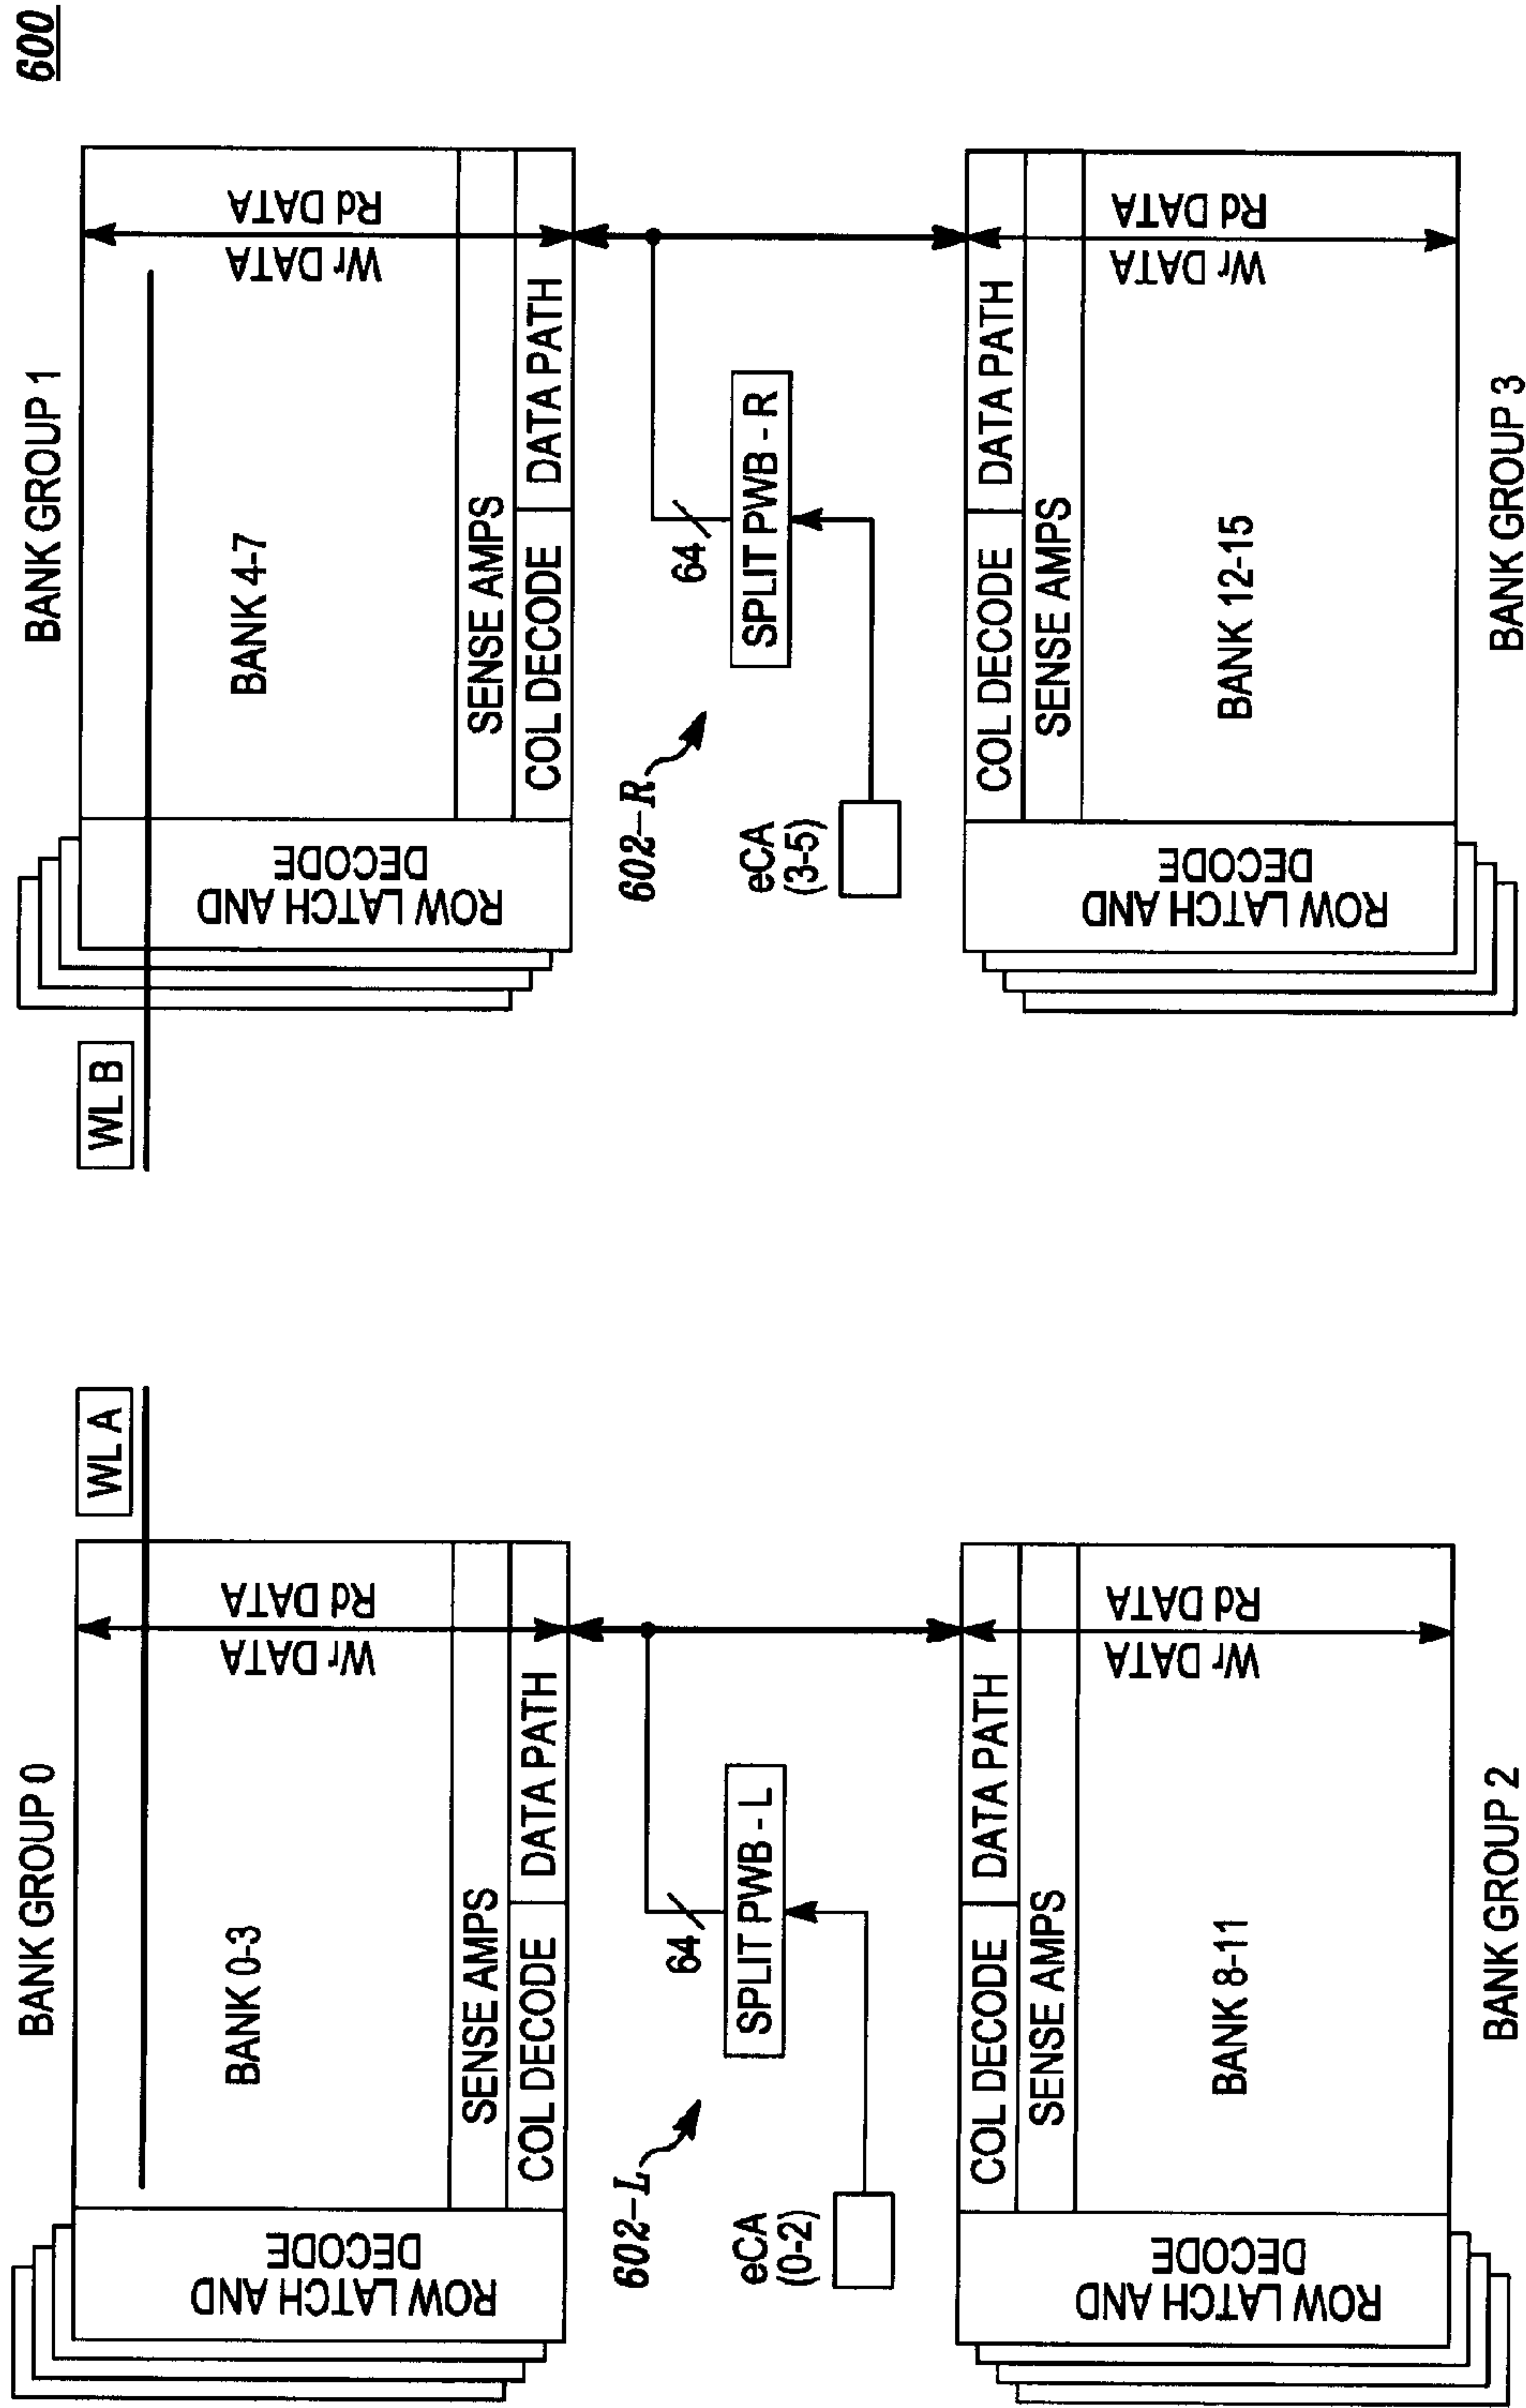 600
BANK GROUP 0
BANK GROUP 1
WL A
WL B
ROW LATCH AND
DECODE
BANK 0-3
Wr DATA
Rd DATA
SENSE AMPS
COL DECODE
DATA PATH
ROW LATCH AND
DECODE
BANK 4-7
Wr DATA
Rd DATA
SENSE AMPS
COL DECODE
DATA PATH
602-L
64
SPLIT PWB - L
eCA
(0-2)
602-R
64
SPLIT PWB - R
eCA
(3-5)
ROW LATCH AND
DECODE
COL DECODE
DATA PATH
SENSE AMPS
BANK 8-11
Wr DATA
Rd DATA
ROW LATCH AND
DECODE
COL DECODE
DATA PATH
SENSE AMPS
BANK 12-15
Wr DATA
Rd DATA
BANK GROUP 2
BANK GROUP 3